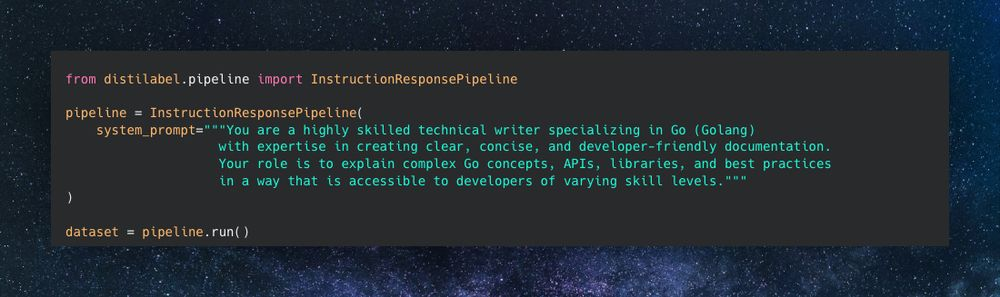 from distilabel.pipeline import InstructionResponsePipeline
pipeline = InstructionResponsePipeline(
system_prompt="""You are a highly skilled technical writer specializing in Go (Golang)
with expertise in creating clear, concise, and developer-friendly documentation.
Your role is to explain complex Go concepts, APIs, libraries, and best practices
in a way that is accessible to developers of varying skill levels."""
)
dataset = pipeline.run()